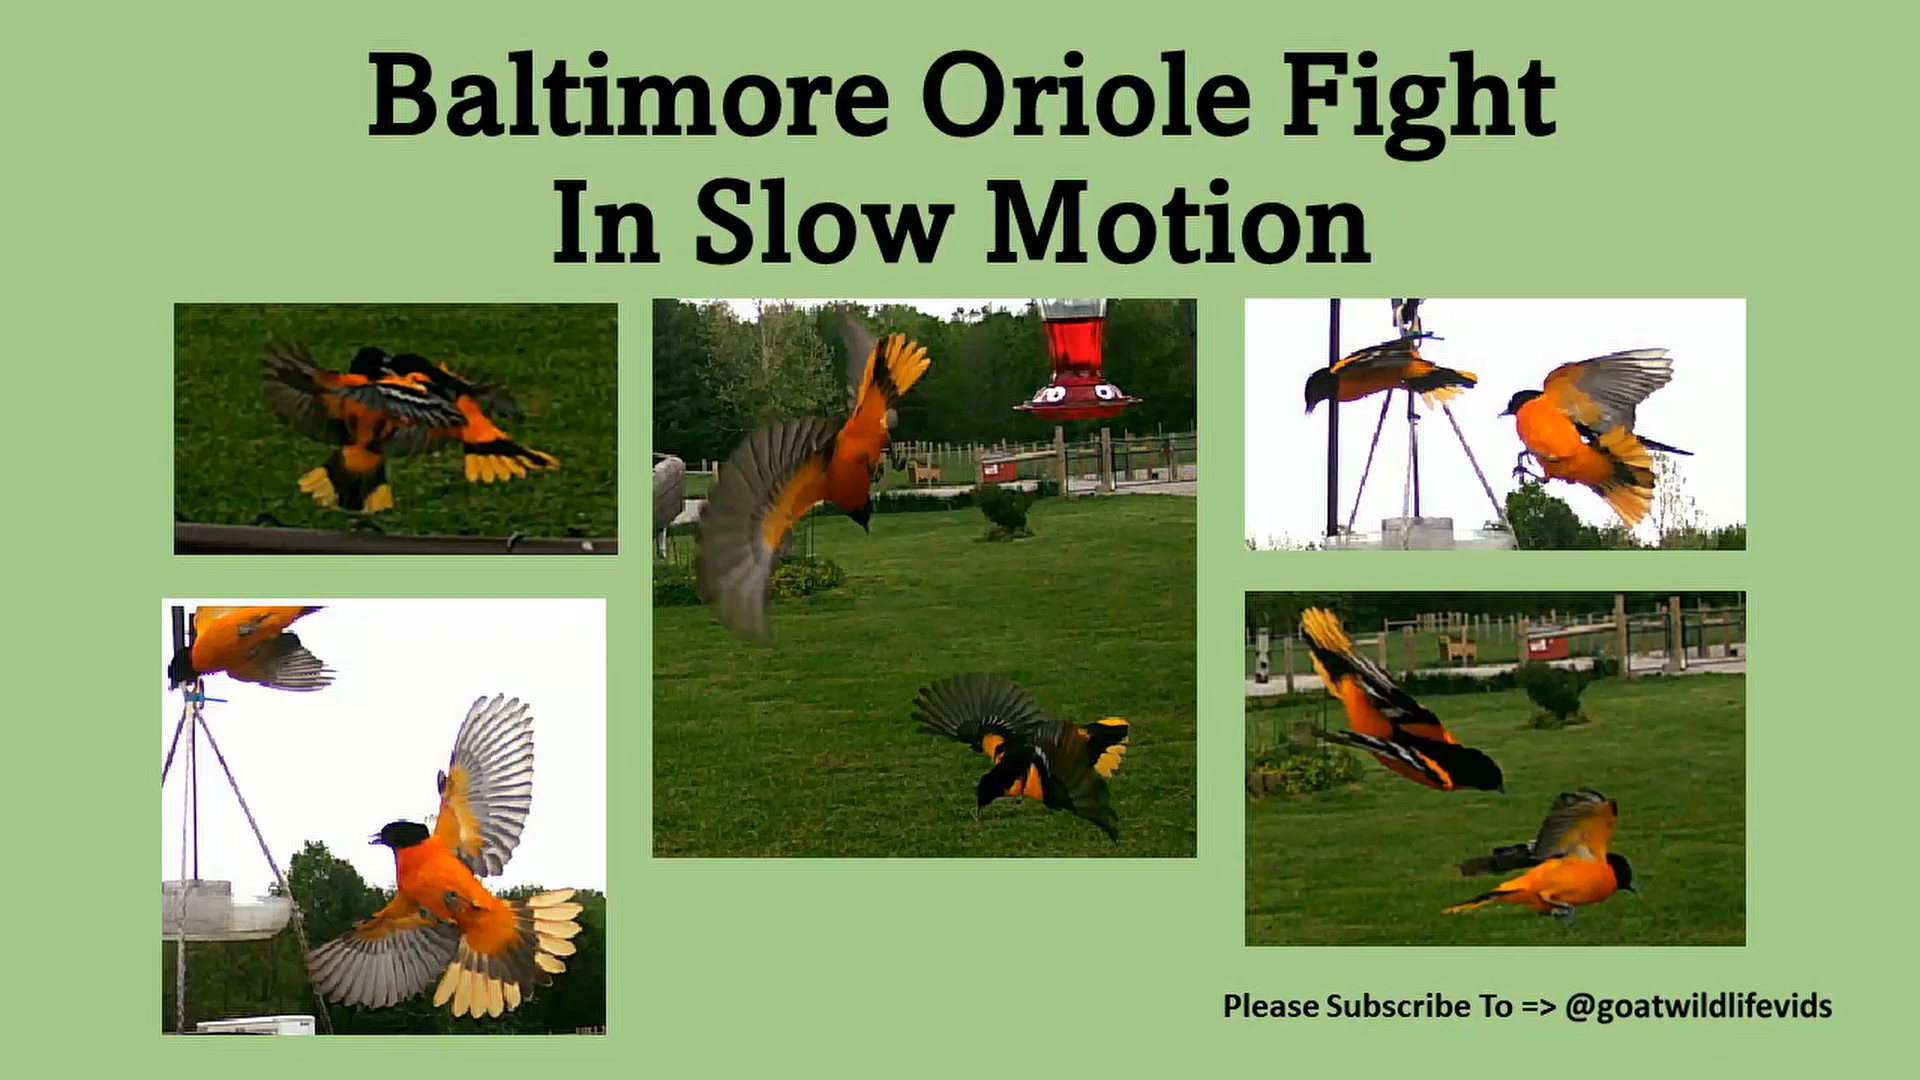 Baltimore Oriole Fight
In Slow Motion
Please Subscribe To => @goatwildlifevids